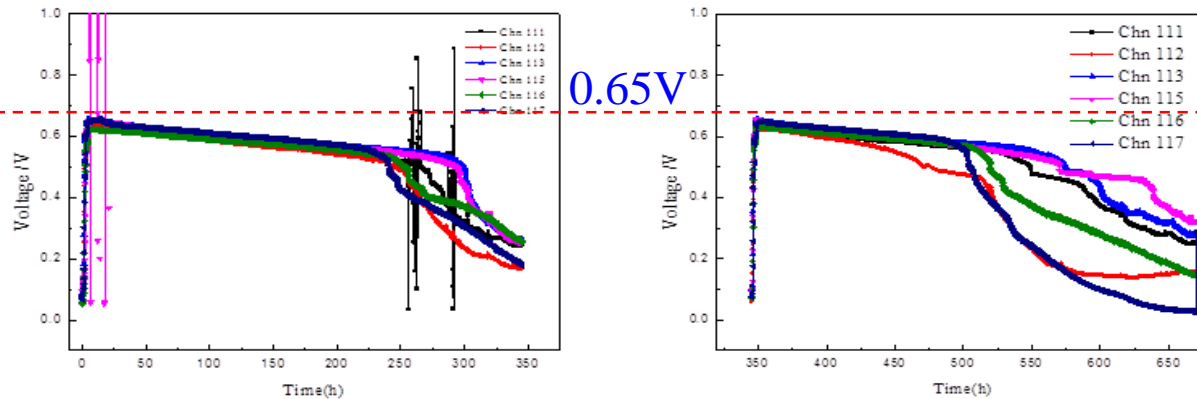 1.0
0.8
0.6
0.4
0.2
0.0
Voltage /V
0
50
100
150
200
250
300
350
Time(h)
Chn 111
Chn 112
Chn 113
Chn 115
Chn 116
Chn 117
0.65V
1.0
0.8
0.6
0.4
0.2
0.0
Voltage /V
350
400
450
500
550
600
650
Time(h)
Chn 111
Chn 112
Chn 113
Chn 115
Chn 116
Chn 117